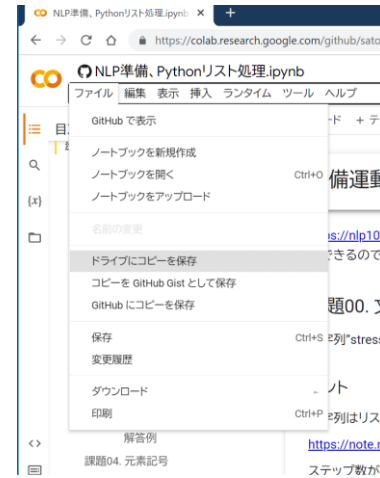 NLP準備、Pythonリスト処理.ipynb
https://colab.research.google.com/github/sato
NLP準備、Pythonリスト処理.ipynb
ファイル 編集 表示 挿入 ランタイム ツール ヘルプ
目
GitHub で表示
ノートブックを新規作成
ノートブックを開く Ctrl+O
ノートブックをアップロード
名前の変更
ドライブにコピーを保存
コピーを GitHub Gist として保存
GitHub にコピーを保存
保存 Ctrl+S
変更履歴
ダウンロード
印刷 Ctrl+P
解答例
課題04. 元素記号
{x}
+ テ
備運動
os://nlp10
できるので
題00.
字列"stres
ント
字列はリス
https://note.n
ステップ数が